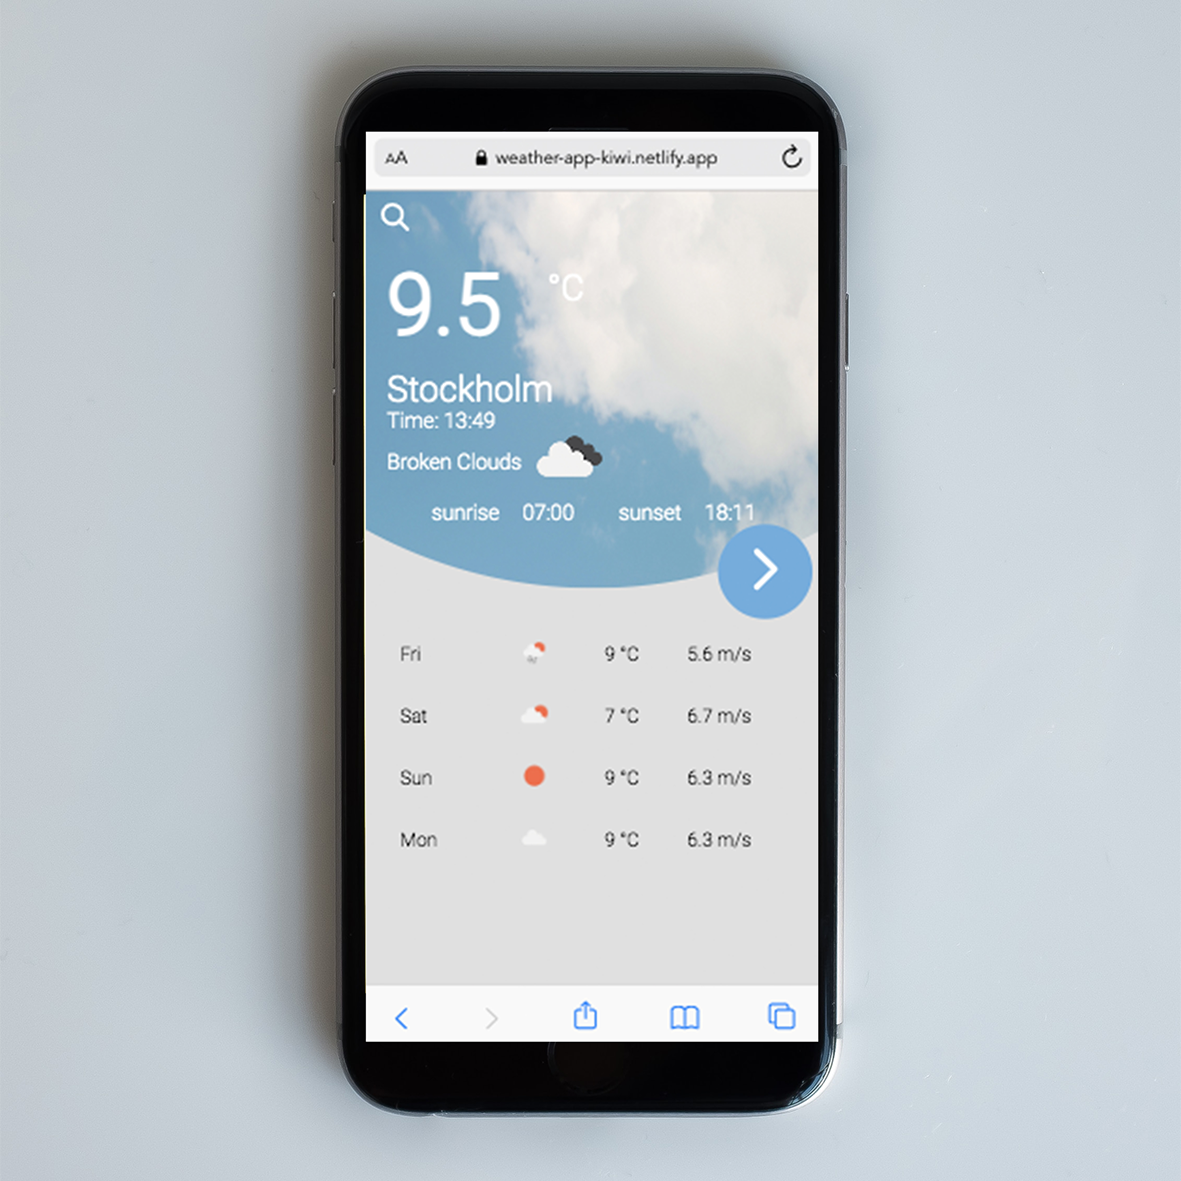 AA weather-app-kiwi.netlify.app
9.5 °C
Stockholm
Time: 13:49
Broken Clouds
sunrise 07:00 sunset 18:11
Fri 9 °C 5.6 m/s
Sat 7 °C 6.7 m/s
Sun 9 °C 6.3 m/s
Mon 9 °C 6.3 m/s